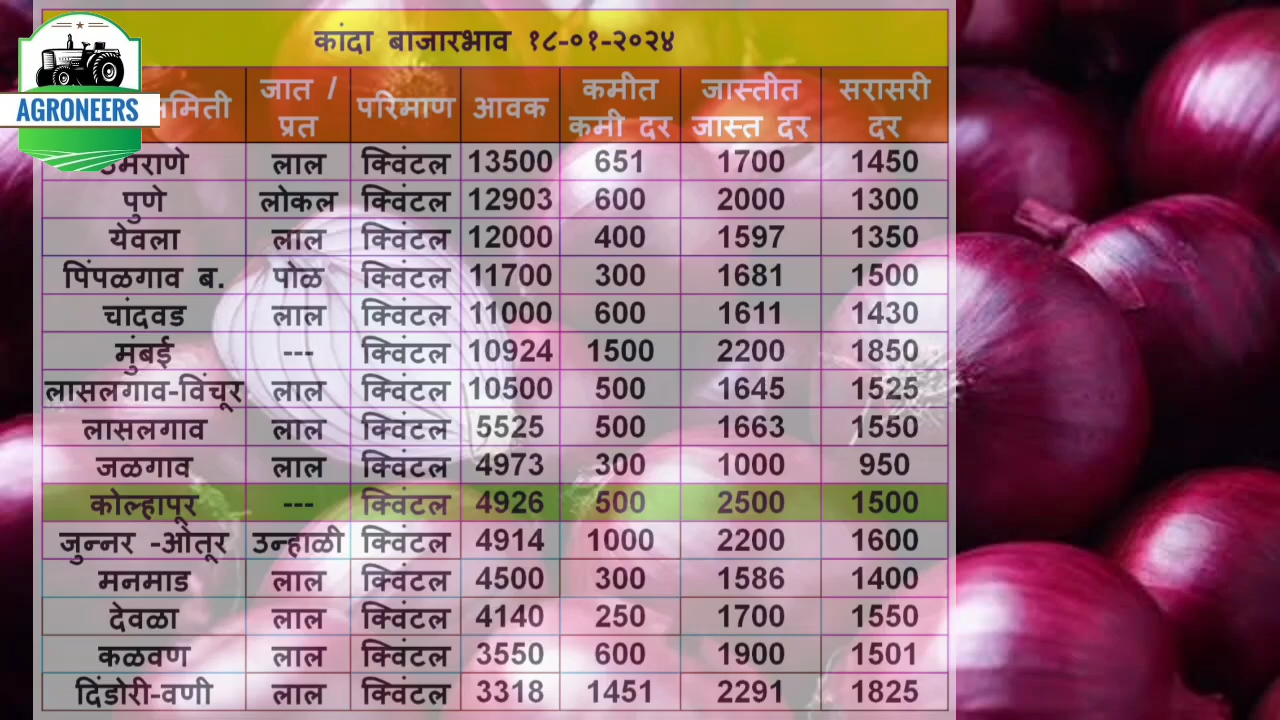 कांदा बाजारभाव १८-०१-२०२४
AGRONEERS
जात / प्रत परिमाण आवक कमीत कमी दर जास्तीत जास्त दर सरासरी दर
लाल क्विंटल 13500 651 1700 1450
पुणे लोकल क्विंटल 12903 600 2000 1300
येवला लाल क्विंटल 12000 400 1597 1350
पिंपळगाव ब. पोळ क्विंटल 11700 300 1681 1500
चांदवड लाल क्विंटल 11000 600 1611 1430
मुंबई --- क्विंटल 10924 1500 2200 1850
लासलगाव-विंचूर लाल क्विंटल 10500 500 1645 1525
लासलगाव लाल क्विंटल 5525 500 1663 1550
जळगाव लाल क्विंटल 4973 300 1000 950
कोल्हापूर --- क्विंटल 4926 500 2500 1500
जुन्नर -ओतूर उन्हाळी क्विंटल 4914 1000 2200 1600
मनमाड लाल क्विंटल 4500 300 1586 1400
देवळा लाल क्विंटल 4140 250 1700 1550
कळवण लाल क्विंटल 3550 600 1900 1501
दिंडोरी-वणी लाल क्विंटल 3318 1451 2291 1825